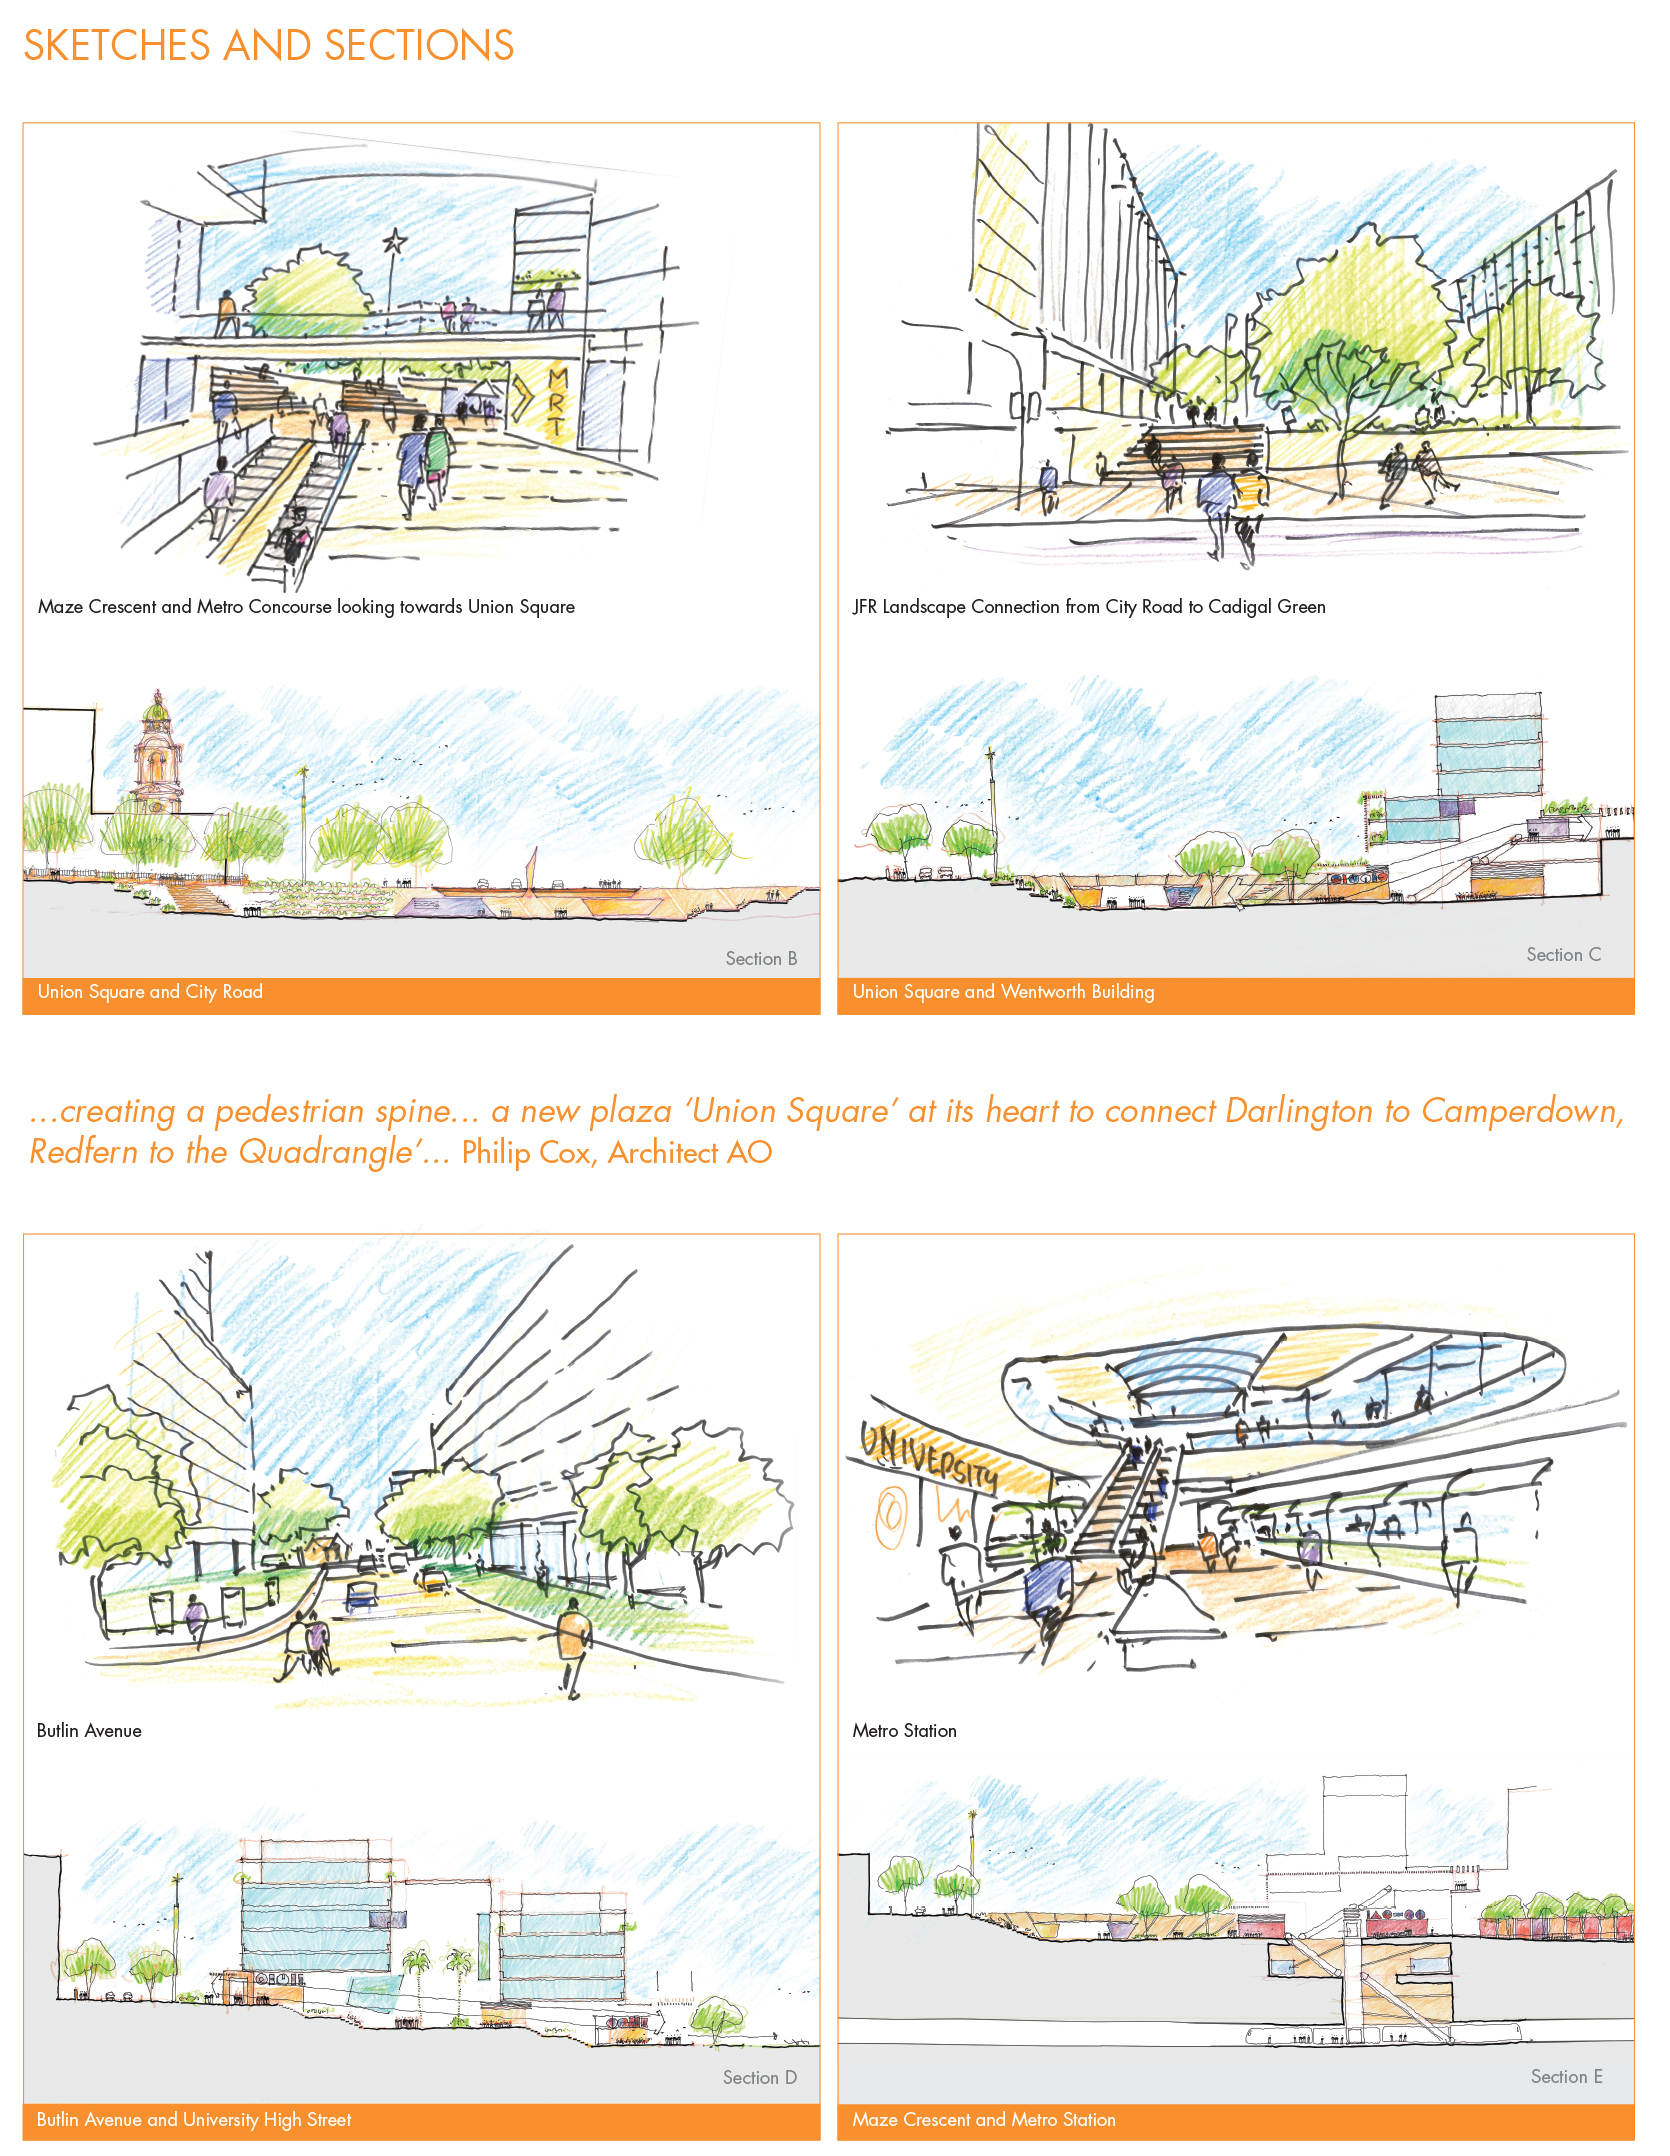 SKETCHES AND SECTIONS
MRT
Maze Crescent and Metro Concourse looking towards Union Square
Section B
Union Square and City Road
JFR Landscape Connection from City Road to Cadigal Green
Section C
Union Square and Wentworth Building
...creating a pedestrian spine... a new plaza ‘Union Square’ at its heart to connect Darlington to Camperdown,
Redfern to the Quadrangle’... Philip Cox, Architect AO
Butlin Avenue
Section D
Butlin Avenue and University High Street
UNIVERSITY
Metro Station
Section E
Maze Crescent and Metro Station